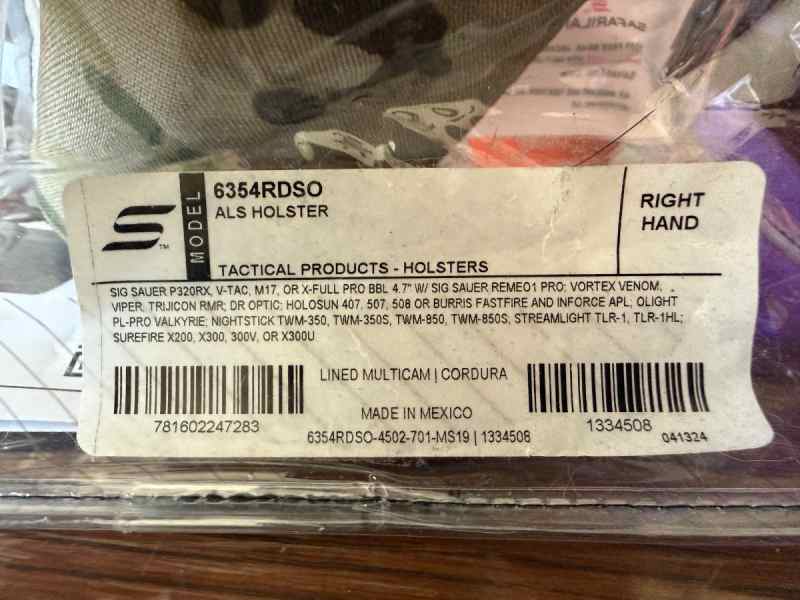 SAFARILA
MODEL
6354RDSO
ALS HOLSTER
TACTICAL PRODUCTS - HOLSTERS
RIGHT
HAND
S™
SIG SAUER P320RX, V-TAC, M17, OR X-FULL PRO BBL 4.7" W/ SIG SAUER REMEO1 PRO; VORTEX VENOM,
VIPER, TRIJICON RMR; DR OPTIC; HOLOSUN 407, 507, 508 OR BURRIS FASTFIRE AND INFORCE APL, OLIGHT
PL-PRO VALKYRIE; NIGHTSTICK TWM-350, TWM-350S, TWM-850, TWM-850S, STREAMLIGHT TLR-1, TLR-1HL;
SUREFIRE X200, X300, 300V, OR X300U
LINED MULTICAM | CORDURA
MADE IN MEXICO
781602247283
6354RDSO-4502-701-MS19 | 1334508
1334508
041324